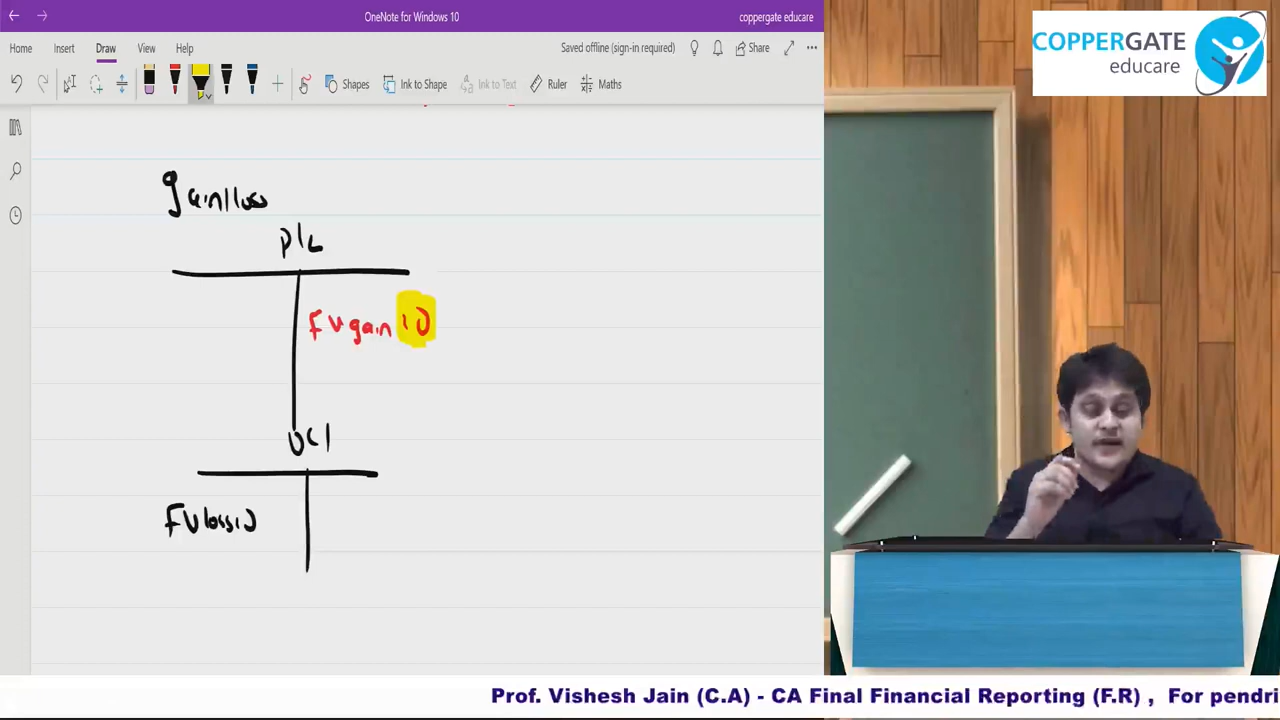 OneNote for Windows 10
coppergate educare
Home Insert Draw View Help
Saved offline (sign-in required)
Share
Shapes
Ink to Shape
Ink to Text
Ruler
Maths
COPPERGATE
educare
gain/loss
P/L
FV gain 10
OCI
FV loss 10
Prof. Vishesh Jain (C.A) - CA Final Financial Reporting (F.R) , For pendri